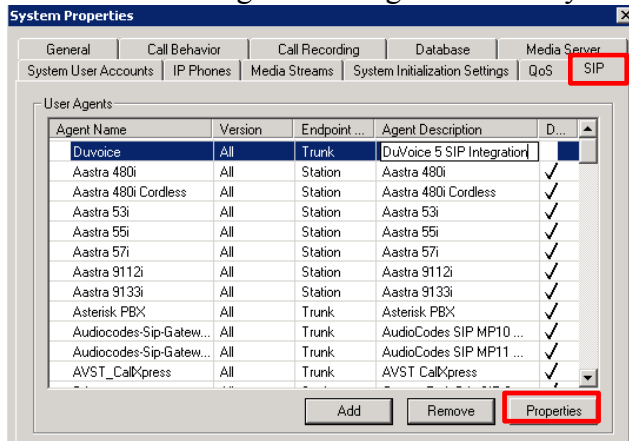 System Properties
General Call Behavior Call Recording Database Media Server
System User Accounts IP Phones Media Streams System Initialization Settings QoS SIP
User Agents
Agent Name Version Endpoint ... Agent Description D...
Duvoice All Trunk DuVoice 5 SIP Integration
Aastra 480i All Station Aastra 480i
Aastra 480i Cordless All Station Aastra 480i Cordless
Aastra 53i All Station Aastra 53i
Aastra 55i All Station Aastra 55i
Aastra 57i All Station Aastra 57i
Aastra 9112i All Station Aastra 9112i
Aastra 9133i All Station Aastra 9133i
Asterisk PBX All Trunk Asterisk PBX
Audiocodes-Sip-Gatew... All Trunk AudioCodes SIP MP10 ...
Audiocodes-Sip-Gatew... All Trunk AudioCodes SIP MP11 ...
AVST_CallXpress All Trunk AVST CallXpress
Add Remove Properties